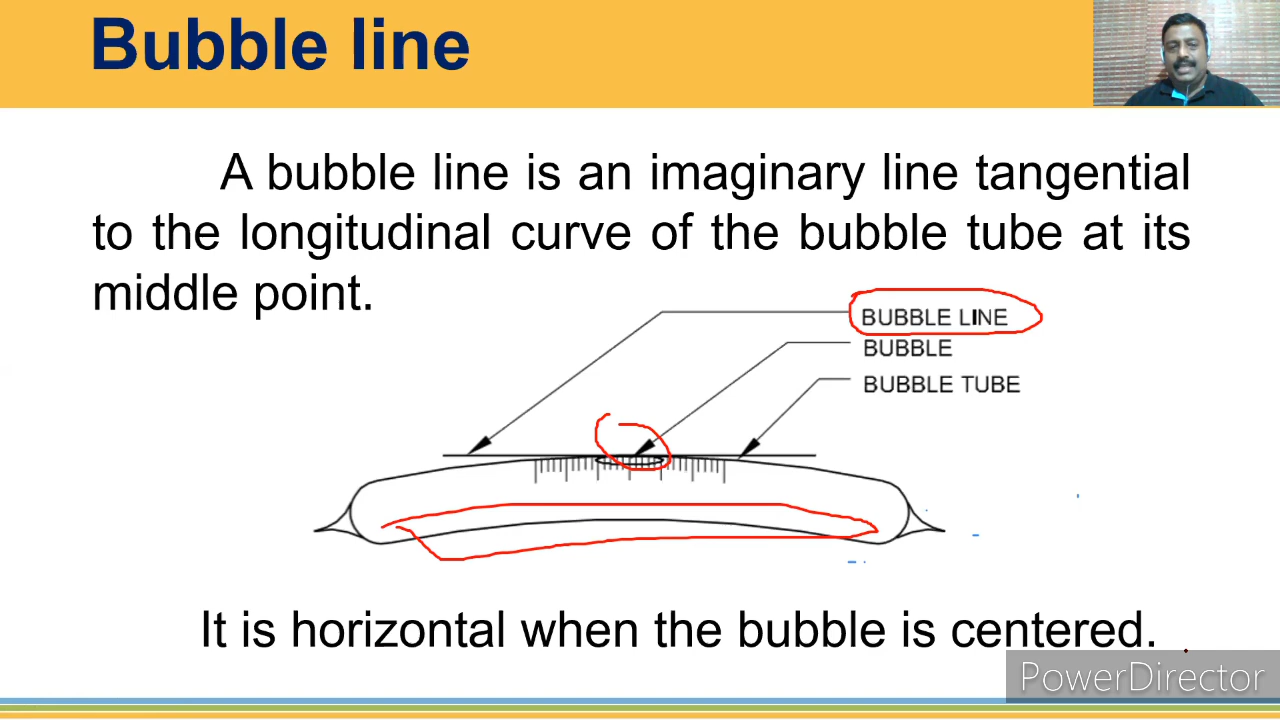 Bubble line
A bubble line is an imaginary line tangential
to the longitudinal curve of the bubble tube at its
middle point.
BUBBLE LINE
BUBBLE
BUBBLE TUBE
It is horizontal when the bubble is centered.
PowerDirector